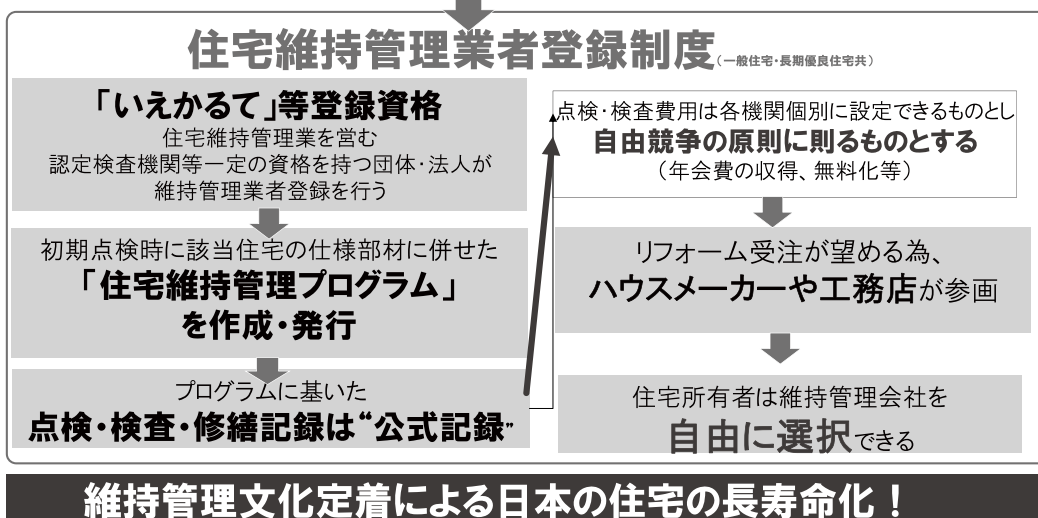 住宅維持管理業者登録制度(一般住宅・長期優良住宅共)
「いえかるて」等登録資格
住宅維持管理業を営む
認定検査機関等一定の資格を持つ団体・法人が
維持管理業者登録を行う
初期点検時に該当住宅の仕様部材に併せた
「住宅維持管理プログラム」
を作成・発行
プログラムに基いた
点検・検査・修繕記録は“公式記録”
点検・検査費用は各機関個別に設定できるものとし
自由競争の原則に則るものとする
(年会費の収得、無料化等)
リフォーム受注が望める為、
ハウスメーカーや工務店が参画
住宅所有者は維持管理会社を
自由に選択できる
維持管理文化定着による日本の住宅の長寿命化!